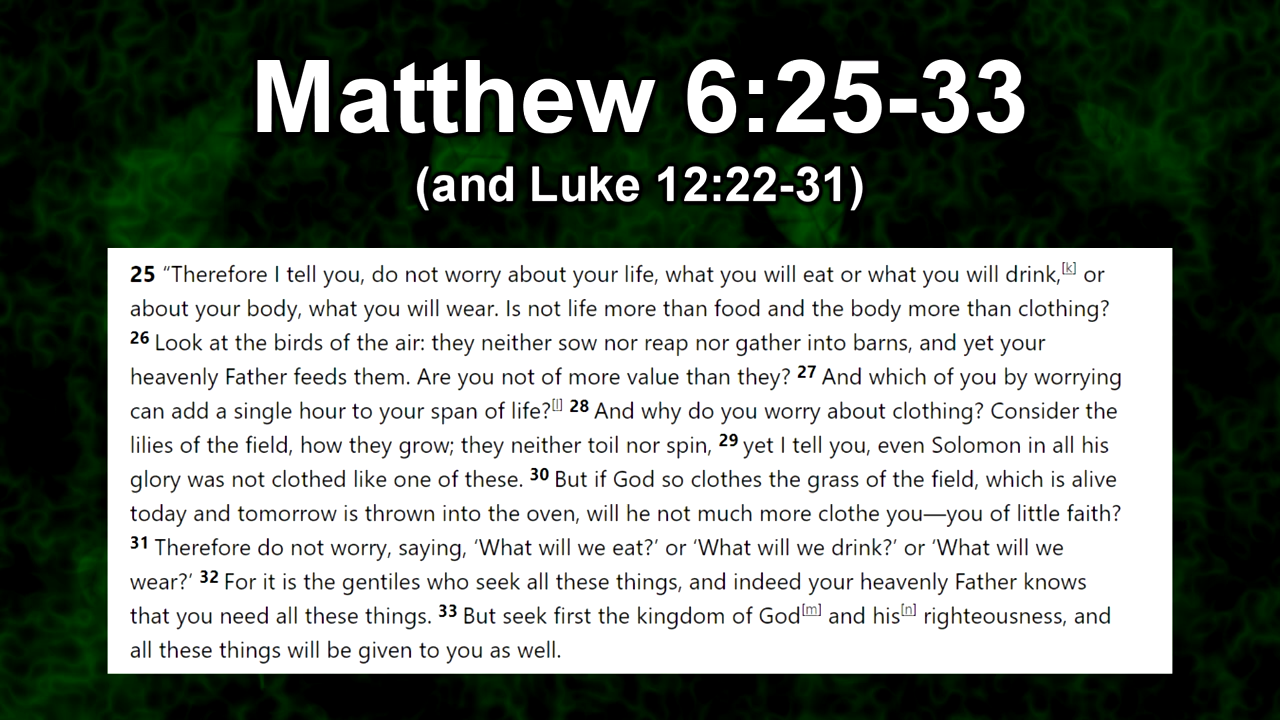 Matthew 6:25-33
(and Luke 12:22-31)
25 “Therefore I tell you, do not worry about your life, what you will eat or what you will drink,[k] or
about your body, what you will wear. Is not life more than food and the body more than clothing?
26 Look at the birds of the air: they neither sow nor reap nor gather into barns, and yet your
heavenly Father feeds them. Are you not of more value than they? 27 And which of you by worrying
can add a single hour to your span of life?[l] 28 And why do you worry about clothing? Consider the
lilies of the field, how they grow; they neither toil nor spin, 29 yet I tell you, even Solomon in all his
glory was not clothed like one of these. 30 But if God so clothes the grass of the field, which is alive
today and tomorrow is thrown into the oven, will he not much more clothe you—you of little faith?
31 Therefore do not worry, saying, ‘What will we eat?’ or ‘What will we drink?’ or ‘What will we
wear?’ 32 For it is the gentiles who seek all these things, and indeed your heavenly Father knows
that you need all these things. 33 But seek first the kingdom of God[m] and his[n] righteousness, and
all these things will be given to you as well.